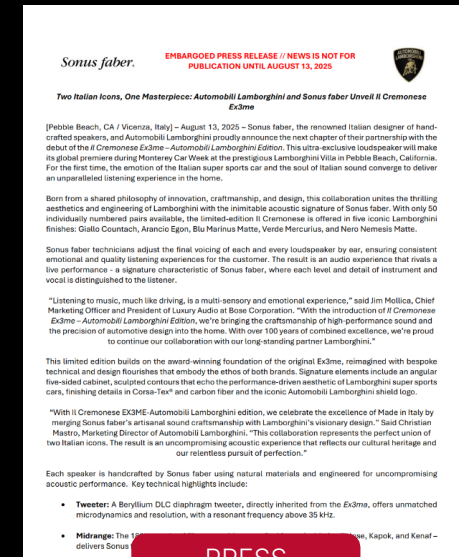 Sonus faber.
EMBARGOED PRESS RELEASE // NEWS IS NOT FOR
PUBLICATION UNTIL AUGUST 13, 2025
Two Italian Icons, One Masterpiece: Automobili Lamborghini and Sonus faber Unveil Il Cremonese
Ex3me
[Pebble Beach, CA / Vicenza, Italy] – August 13, 2025 – Sonus faber, the renowned Italian designer of hand-
crafted speakers, and Automobili Lamborghini proudly announce the next chapter of their partnership with the
debut of the Il Cremonese Ex3me – Automobili Lamborghini Edition. This ultra-exclusive loudspeaker will make
its global premiere during Monterey Car Week at the prestigious Lamborghini Villa in Pebble Beach, California.
For the first time, the emotion of the Italian super sports car and the soul of Italian sound converge to deliver
an unparalleled listening experience in the home.
Born from a shared philosophy of innovation, craftmanship, and design, this collaboration unites the thrilling
aesthetics and engineering of Lamborghini with the inimitable acoustic signature of Sonus faber. With only 50
individually numbered pairs available, the limited-edition Il Cremonese is offered in five iconic Lamborghini
finishes: Giallo Countach, Arancio Egon, Blu Marinus Matte, Verde Mercurius, and Nero Nemesis Matte.
Sonus faber technicians adjust the final voicing of each and every loudspeaker by ear, ensuring consistent
emotional and quality listening experiences for the customer. The result is an audio experience that rivals a
live performance - a signature characteristic of Sonus faber, where each level and detail of instrument and
vocal is distinguished to the listener.
“Listening to music, much like driving, is a multi-sensory and emotional experience,” said Jim Mollica, Chief
Marketing Officer and President of Luxury Audio at Bose Corporation. “With the introduction of Il Cremonese
Ex3me – Automobili Lamborghini Edition, we’re bringing the craftmanship of high-performance sound and
the precision of automotive design into the home. With over 100 years of combined excellence, we’re proud
to continue our collaboration with our long-standing partner Lamborghini.”
This limited edition builds on the award-winning foundation of the original Ex3me, reimagined with bespoke
technical and design flourishes that embody the ethos of both brands. Signature elements include an angular
five-sided cabinet, sculpted contours that echo the performance-driven aesthetic of Lamborghini super sports
cars, finishing details in Corsa-Tex® and carbon fiber and the iconic Automobili Lamborghini shield logo.
“With Il Cremonese EX3ME-Automobili Lamborghini edition, we celebrate the excellence of Made in Italy by
merging Sonus faber’s artisanal sound craftsmanship with Lamborghini’s visionary design.” Said Christian
Mastro, Marketing Director of Automobili Lamborghini. “This collaboration represents the perfect union of
two Italian icons. The result is an uncompromising acoustic experience that reflects our cultural heritage and
our relentless pursuit of perfection.”
Each speaker is handcrafted by Sonus faber using natural materials and engineered for uncompromising
acoustic performance. Key technical highlights include:
• Tweeter: A Beryllium DLC diaphragm tweeter, directly inherited from the Ex3ma, offers unmatched
microdynamics and resolution, with a resonant frequency above 35 kHz.
• Midrange: The Kapok, and Kenaf –
delivers Sonus
PRESS